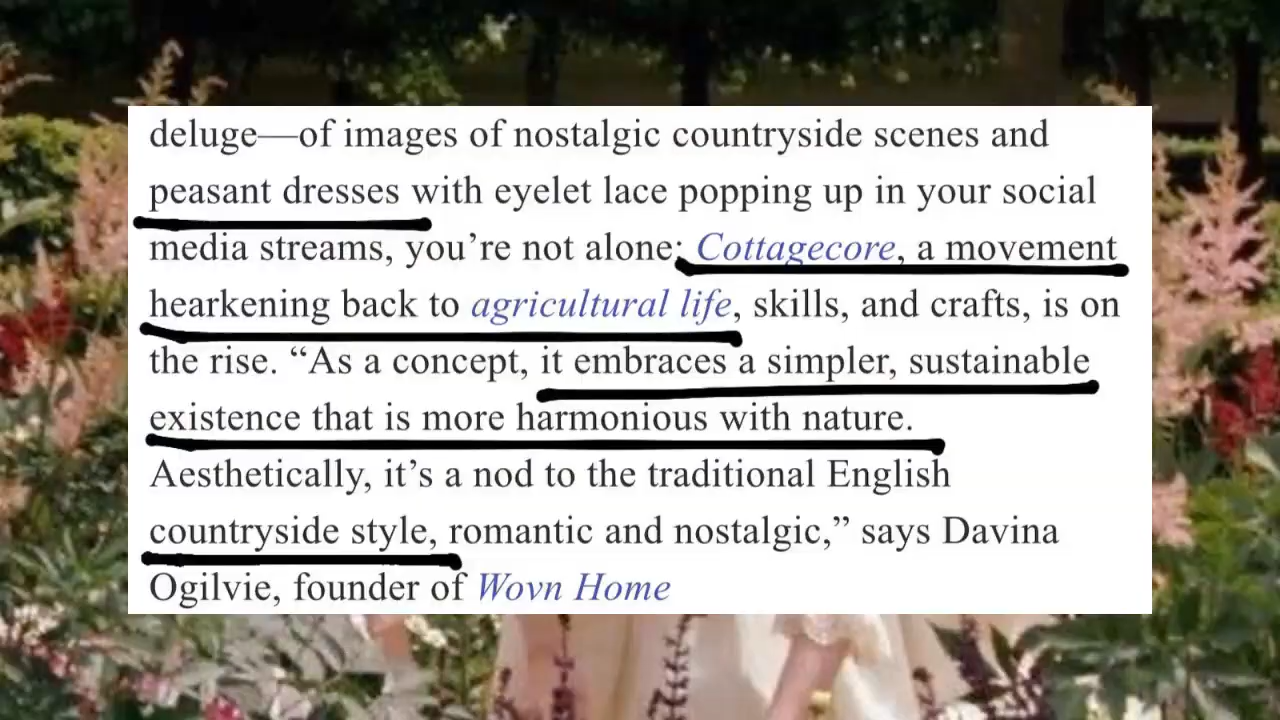 deluge—of images of nostalgic countryside scenes and
peasant dresses with eyelet lace popping up in your social
media streams, you’re not alone: Cottagecore, a movement
hearkening back to agricultural life, skills, and crafts, is on
the rise. “As a concept, it embraces a simpler, sustainable
existence that is more harmonious with nature.
Aesthetically, it’s a nod to the traditional English
countryside style, romantic and nostalgic,” says Davina
Ogilvie, founder of Wovn Home